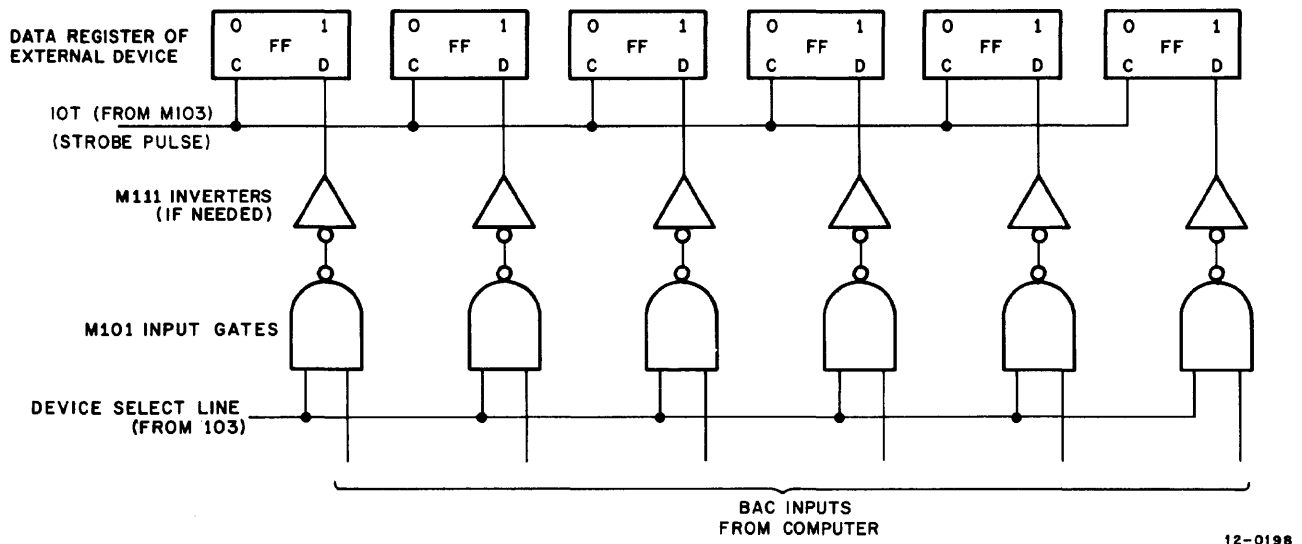 DATA REGISTER OF
EXTERNAL DEVICE
0 1
FF
C D
0 1
FF
C D
0 1
FF
C D
0 1
FF
C D
0 1
FF
C D
0 1
FF
C D
IOT (FROM M103)
(STROBE PULSE)
M111 INVERTERS
(IF NEEDED)
M101 INPUT GATES
DEVICE SELECT LINE
(FROM 103)
BAC INPUTS
FROM COMPUTER
12-0198